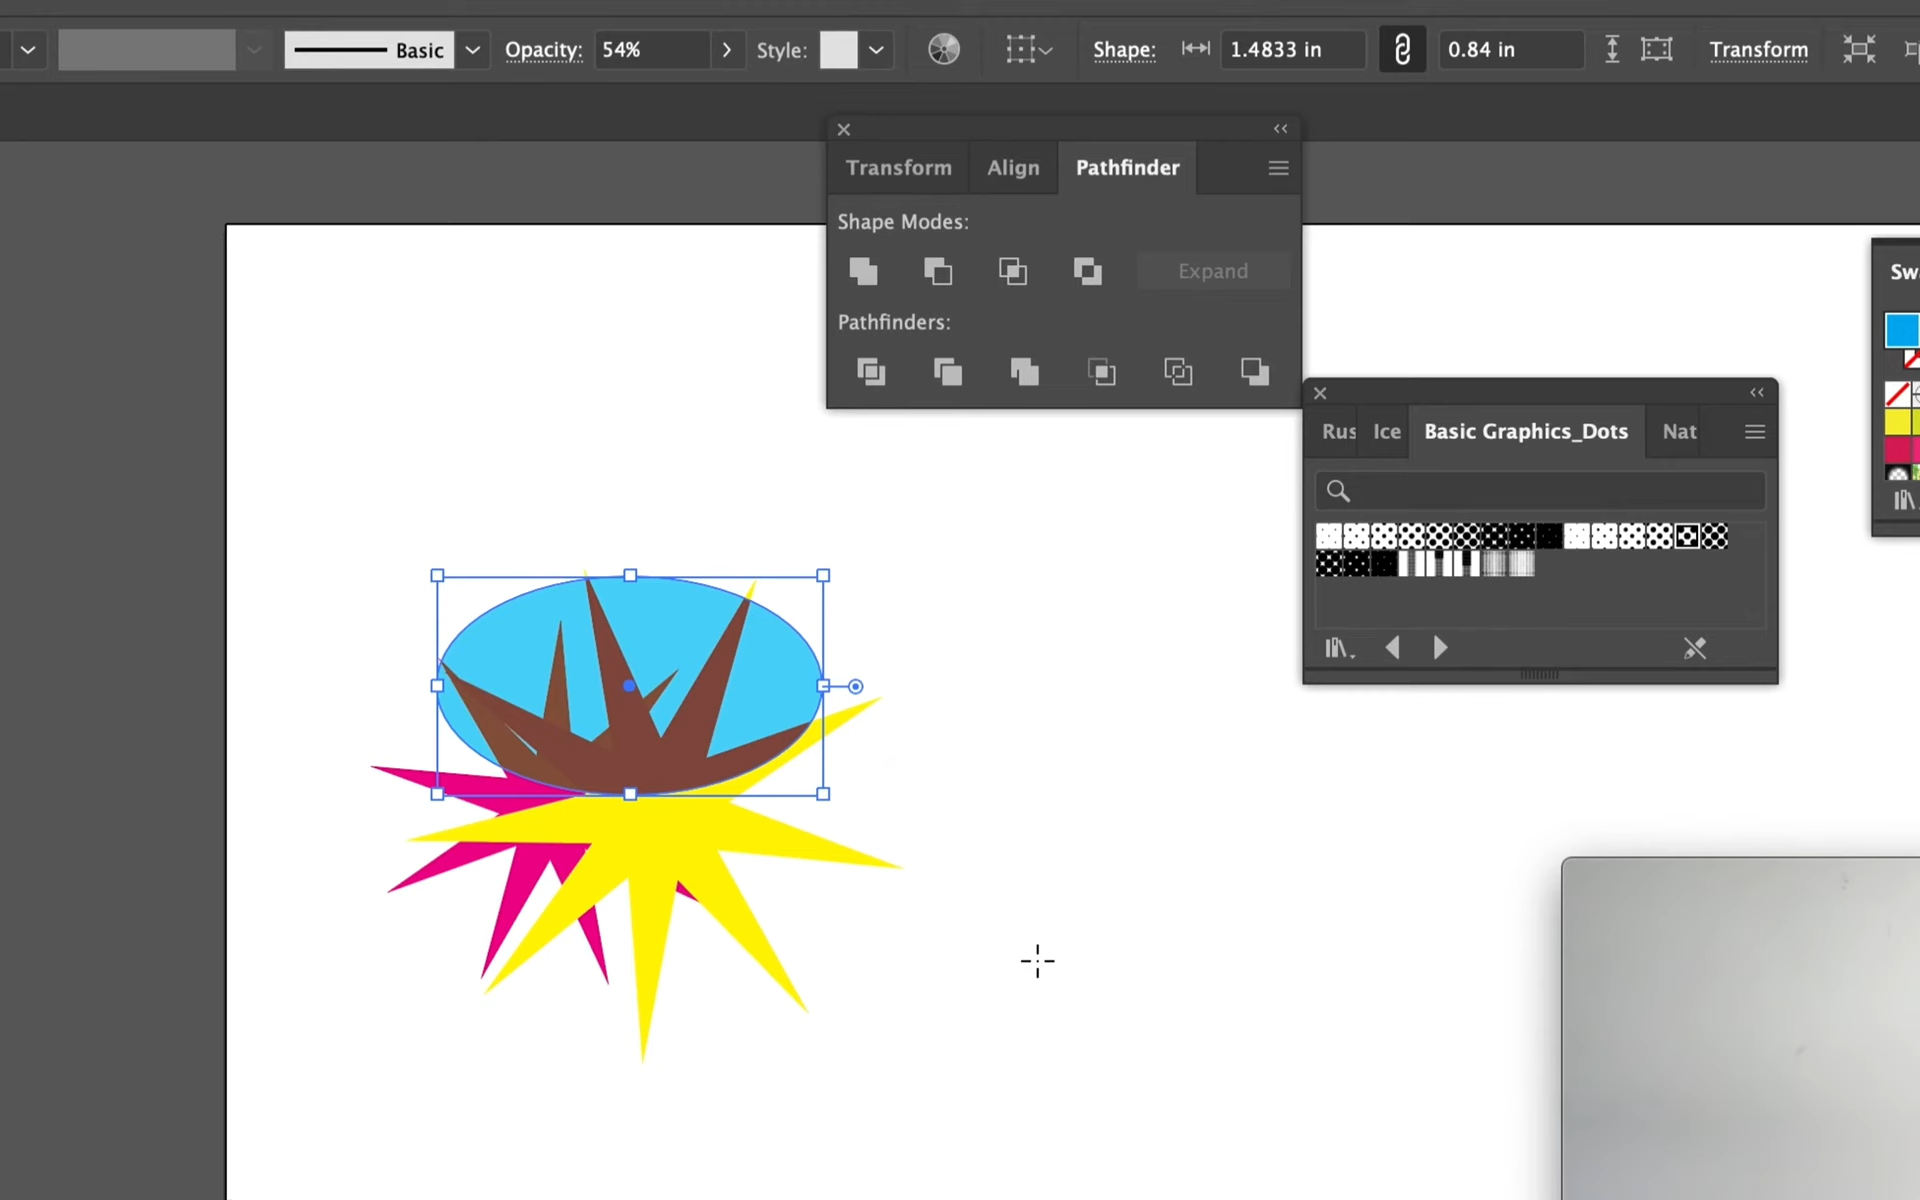 Basic Opacity: 54% Style: Shape: 1.4833 in 0.84 in Transform
Transform Align Pathfinder
Shape Modes:
Expand
Pathfinders:
Rus Ice Basic Graphics_Dots Nat
Swa